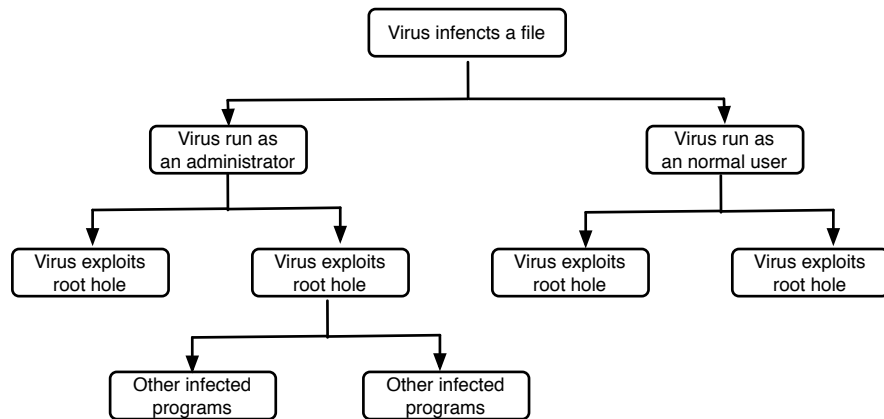 Virus infencts a file
Virus run as
an administrator
Virus run as
an normal user
Virus exploits
root hole
Virus exploits
root hole
Virus exploits
root hole
Virus exploits
root hole
Other infected
programs
Other infected
programs